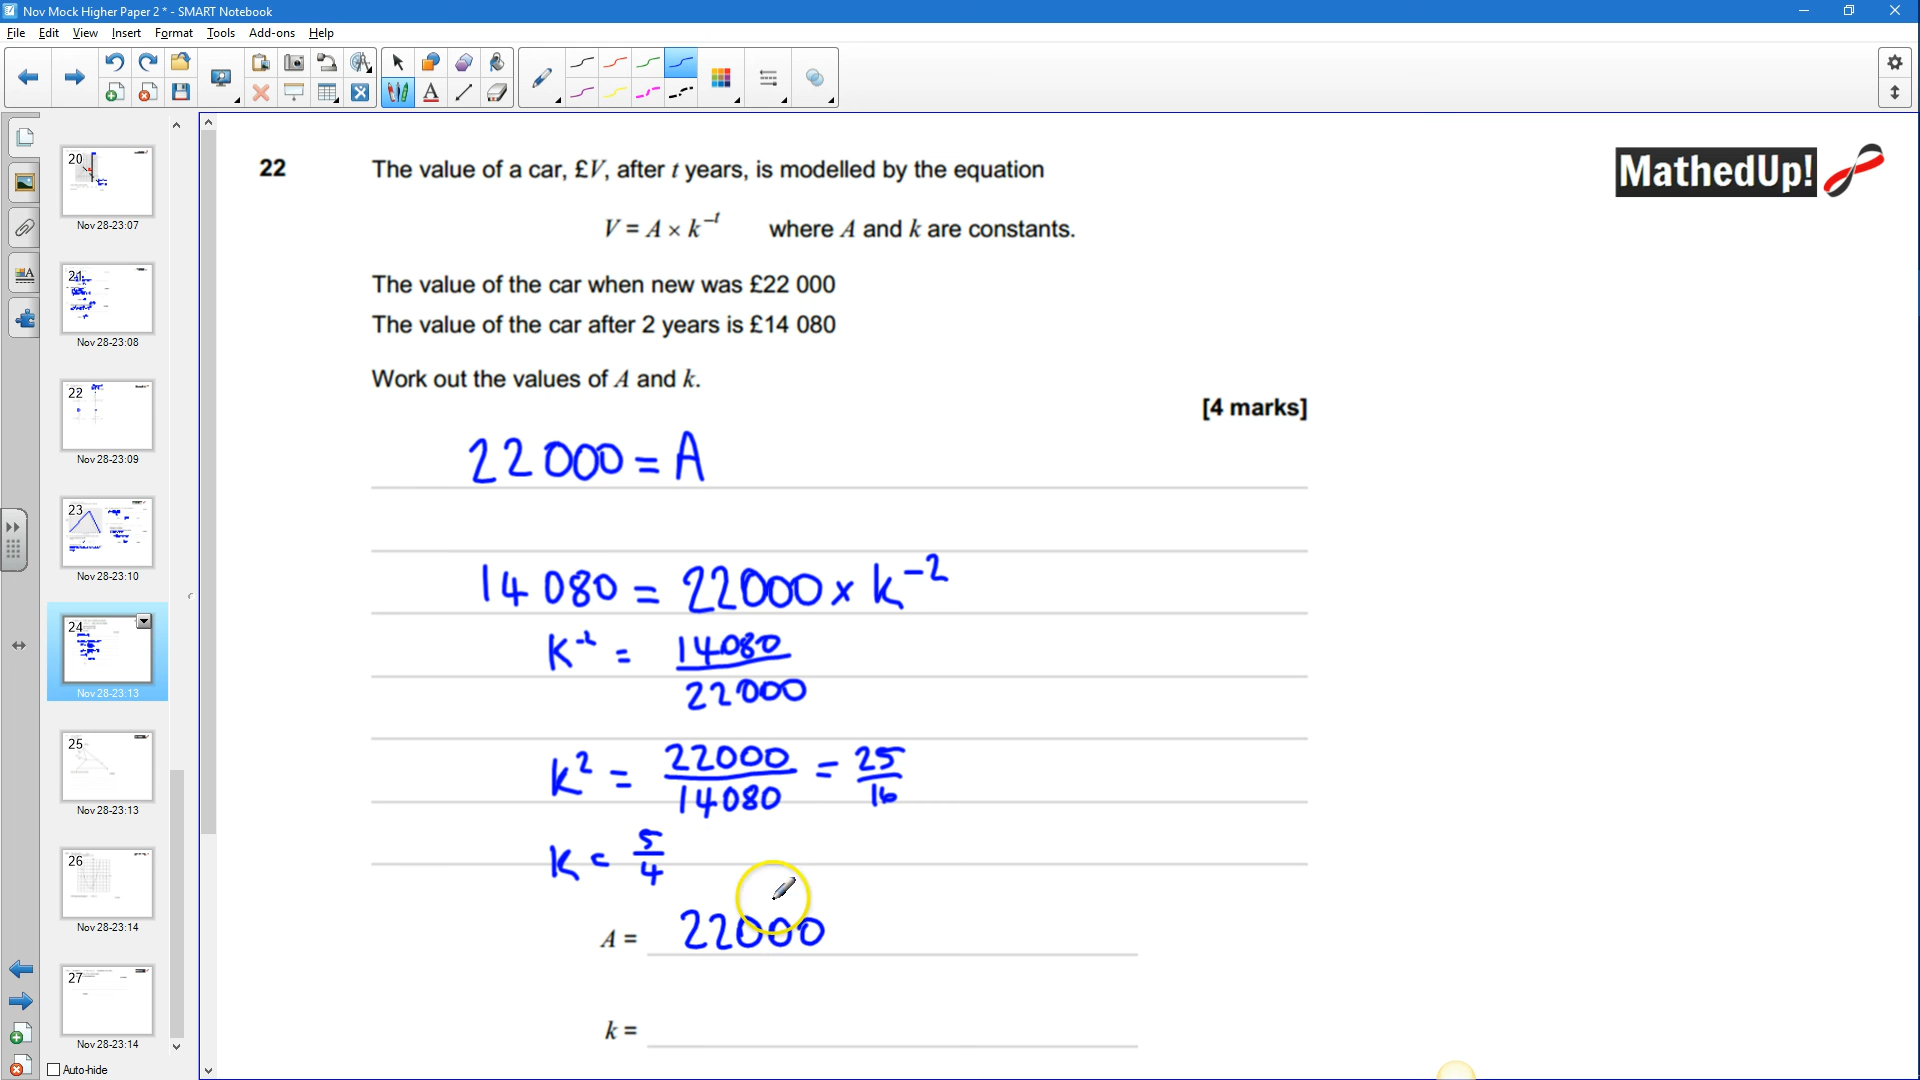 Nov Mock Higher Paper 2 * - SMART Notebook
File Edit View Insert Format Tools Add-ons Help
20
Nov 28-23:07
21
Nov 28-23:08
22
Nov 28-23:09
23
Nov 28-23:10
24
Nov 28-23:13
25
Nov 28-23:13
26
Nov 28-23:14
27
Nov 28-23:14
Auto-hide
MathedUp!
22 The value of a car, £V, after t years, is modelled by the equation
V = A × k⁻ᵗ where A and k are constants.
The value of the car when new was £22 000
The value of the car after 2 years is £14 080
Work out the values of A and k.
[4 marks]
22000 = A
14080 = 22000 × k⁻²
K⁻² = 14080/22000
K² = 22000/14080 = 25/16
K = 5/4
A = 22000
k =